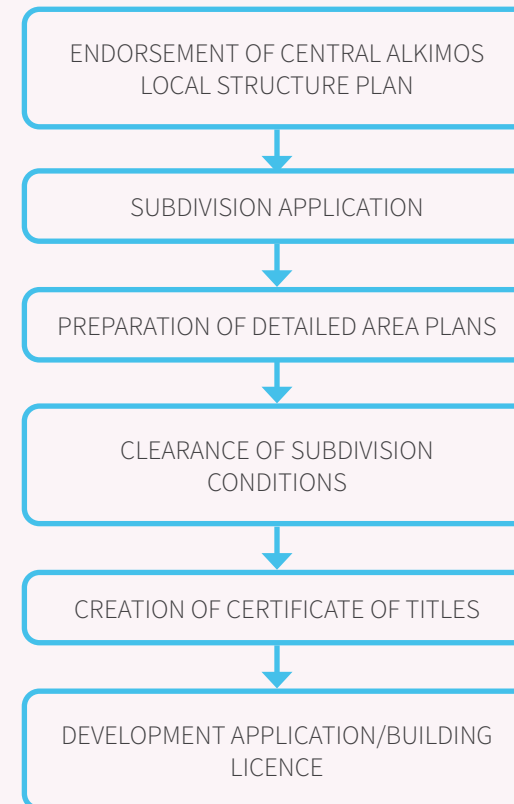 ENDORSEMENT OF CENTRAL ALKIMOS
LOCAL STRUCTURE PLAN
SUBDIVISION APPLICATION
PREPARATION OF DETAILED AREA PLANS
CLEARANCE OF SUBDIVISION
CONDITIONS
CREATION OF CERTIFICATE OF TITLES
DEVELOPMENT APPLICATION/BUILDING
LICENCE